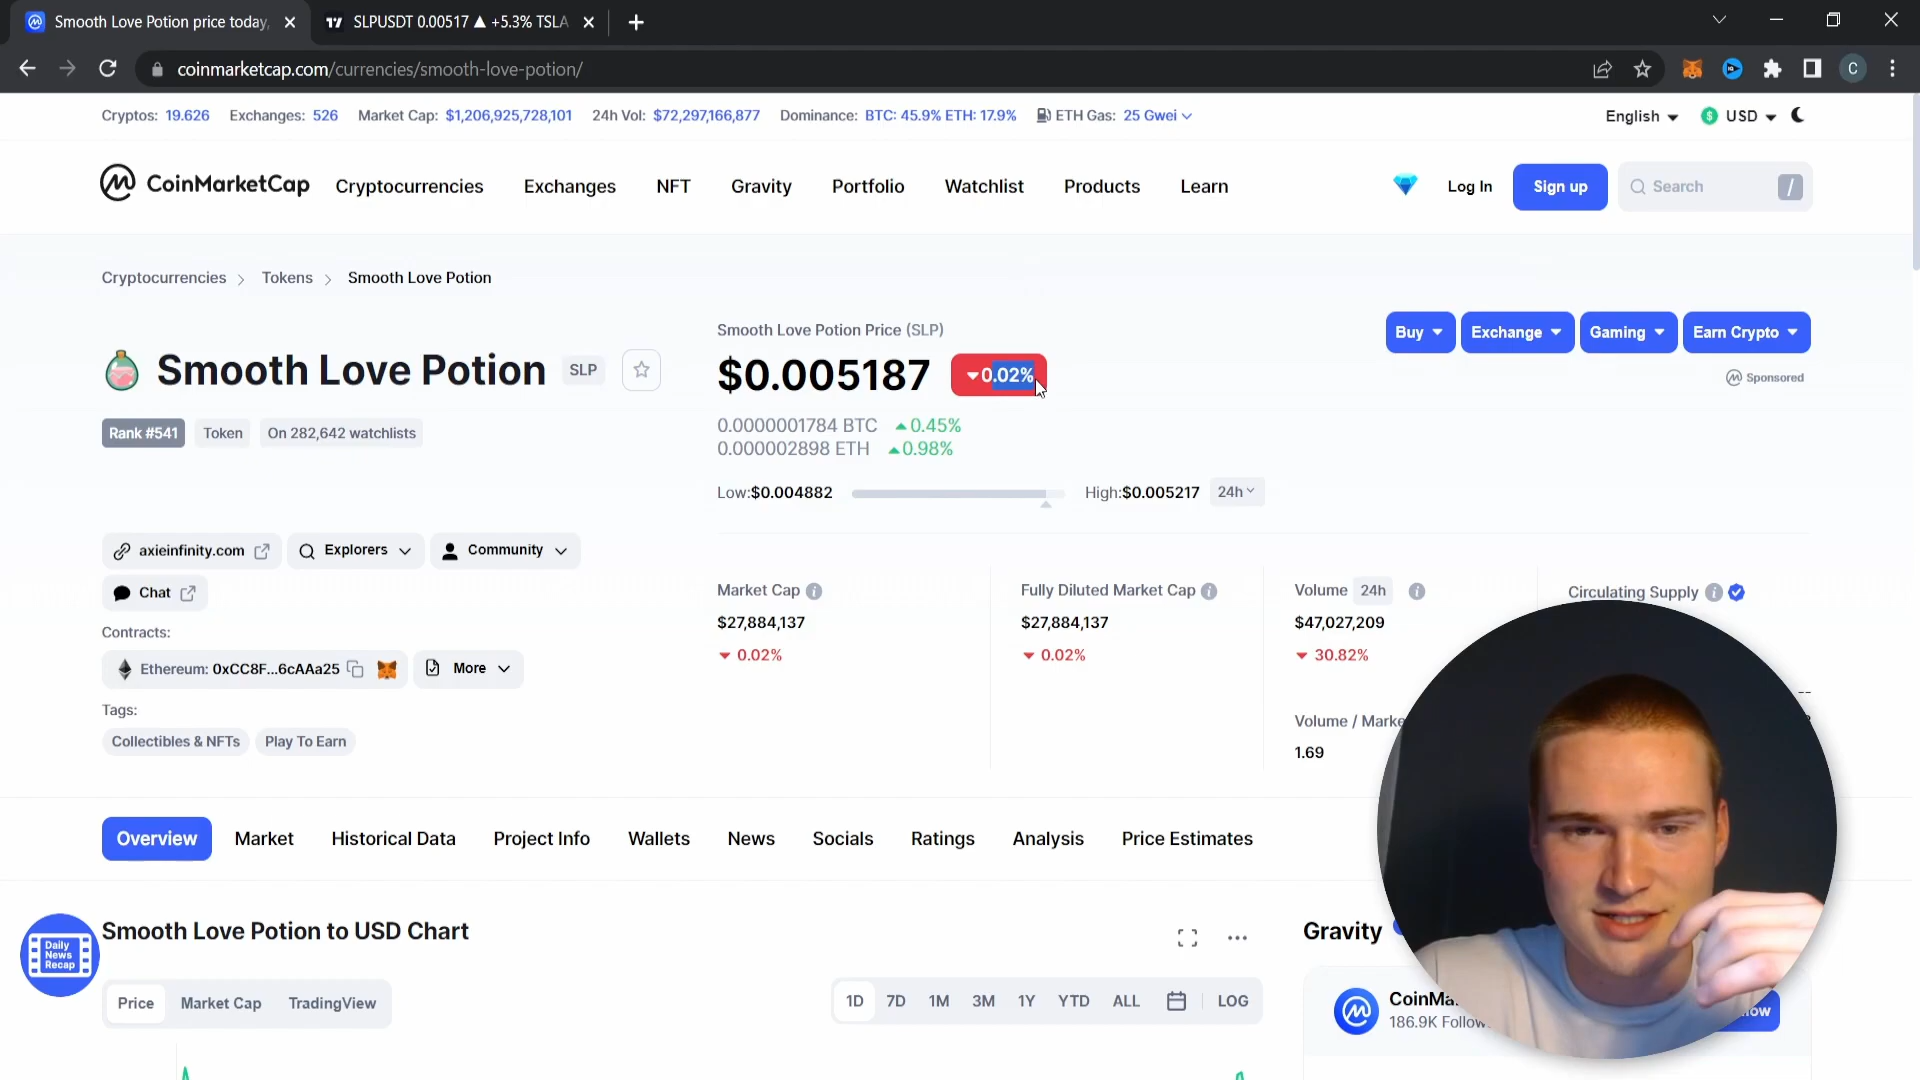 Smooth Love Potion price today,
SLPUSDT 0.00517 ▲ +5.3% TSLA
coinmarketcap.com/currencies/smooth-love-potion/
C
Cryptos: 19.626 Exchanges: 526 Market Cap: $1,206,925,728,101 24h Vol: $72,297,166,877 Dominance: BTC: 45.9% ETH: 17.9% ETH Gas: 25 Gwei
English USD
CoinMarketCap Cryptocurrencies Exchanges NFT Gravity Portfolio Watchlist Products Learn Log In Sign up Search /
Cryptocurrencies > Tokens > Smooth Love Potion
Smooth Love Potion SLP
Rank #541 Token On 282,642 watchlists
Smooth Love Potion Price (SLP)
$0.005187 0.02%
0.0000001784 BTC 0.45%
0.000002898 ETH 0.98%
Low:$0.004882 High:$0.005217 24h
Buy Exchange Gaming Earn Crypto
Sponsored
axieinfinity.com Explorers Community
Chat
Contracts:
Ethereum: 0xCC8F...6cAAa25 More
Tags:
Collectibles & NFTs Play To Earn
Market Cap
$27,884,137
0.02%
Fully Diluted Market Cap
$27,884,137
0.02%
Volume 24h
$47,027,209
30.82%
Volume / Marke
1.69
Circulating Supply
--
Overview Market Historical Data Project Info Wallets News Socials Ratings Analysis Price Estimates
Daily
News
Recap
Smooth Love Potion to USD Chart
Price Market Cap TradingView
1D 7D 1M 3M 1Y YTD ALL LOG
Gravity
CoinMa
186.9K Follow
ow